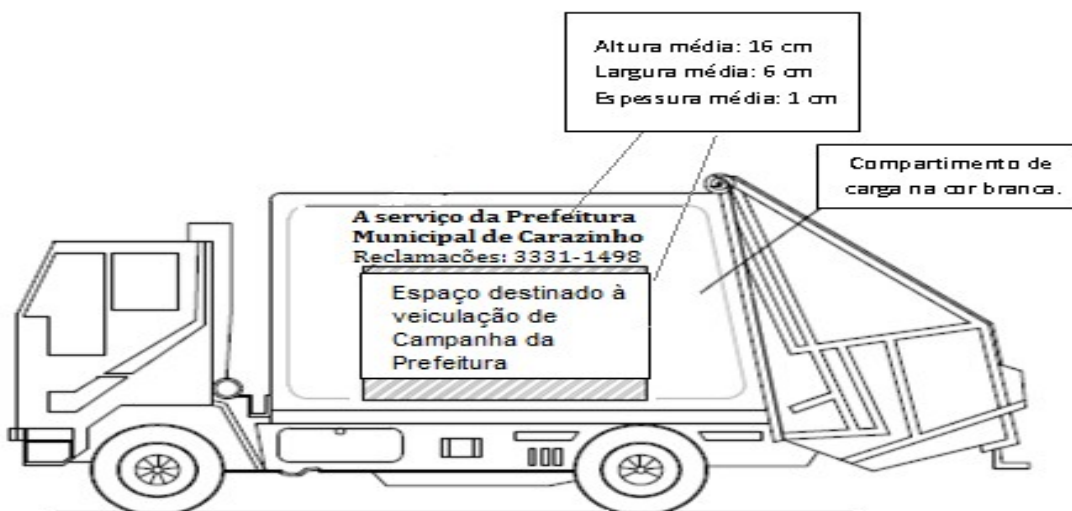 Altura média: 16 cm
Largura média: 6 cm
Espessura média: 1 cm
Compartimento de
carga na cor branca.
A serviço da Prefeitura
Municipal de Carazinho
Reclamacões: 3331-1498
Espaço destinado à
veiculação de
Campanha da
Prefeitura